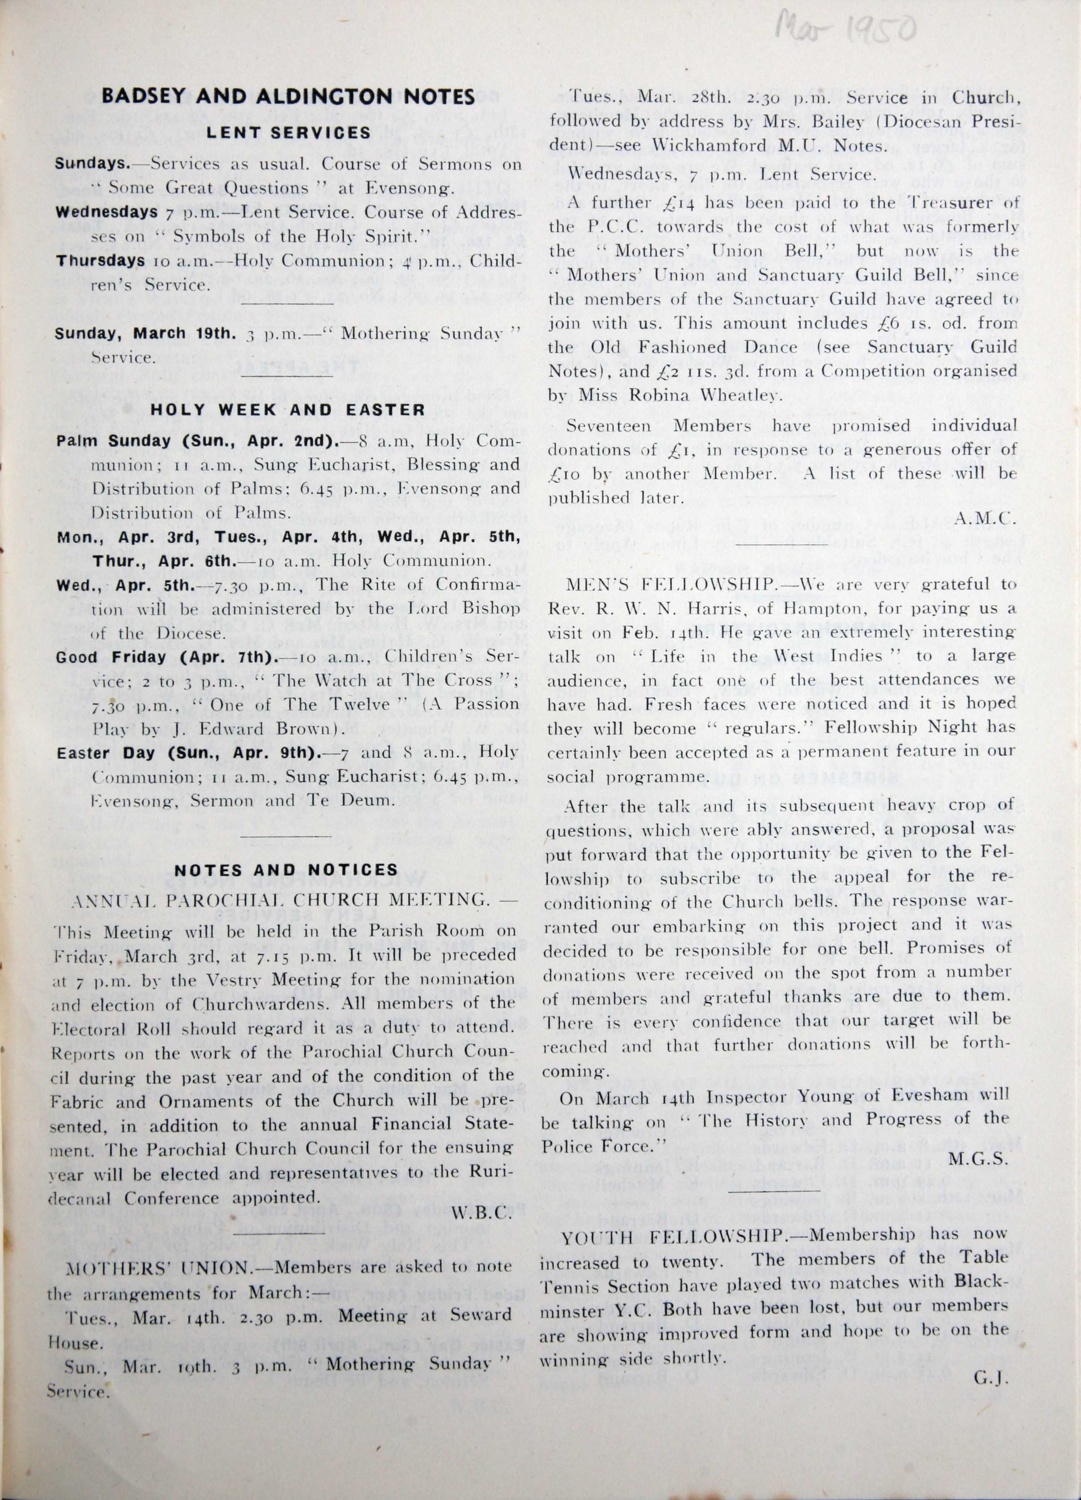 Mar 1950
BADSEY AND ALDINGTON NOTES
LENT SERVICES
Sundays.—Services as usual. Course of Sermons on
“ Some Great Questions ” at Evensong.
Wednesdays 7 p.m.—Lent Service. Course of Addres-
ses on “ Symbols of the Holy Spirit.”
Thursdays 10 a.m.—Holy Communion; 4 p.m., Child-
ren's Service.
Sunday, March 19th. 3 p.m.—“ Mothering Sunday ”
Service.
HOLY WEEK AND EASTER
Palm Sunday (Sun., Apr. 2nd).—8 a.m, Holy Com-
munion; 11 a.m., Sung Eucharist, Blessing and
Distribution of Palms; 6.45 p.m., Evensong and
Distribution of Palms.
Mon., Apr. 3rd, Tues., Apr. 4th, Wed., Apr. 5th,
Thur., Apr. 6th.—10 a.m. Holy Communion.
Wed., Apr. 5th.—7.30 p.m., The Rite of Confirma-
tion will be administered by the Lord Bishop
of the Diocese.
Good Friday (Apr. 7th).—10 a.m., Children's Ser-
vice; 2 to 3 p.m., “ The Watch at The Cross ”;
7.30 p.m., “ One of The Twelve ” (A Passion
Play by J. Edward Brown).
Easter Day (Sun., Apr. 9th).—7 and 8 a.m., Holy
Communion; 11 a.m., Sung Eucharist; 6.45 p.m.,
Evensong, Sermon and Te Deum.
NOTES AND NOTICES
ANNUAL PAROCHIAL CHURCH MEETING. —
This Meeting will be held in the Parish Room on
Friday, March 3rd, at 7.15 p.m. It will be preceded
at 7 p.m. by the Vestry Meeting for the nomination
and election of Churchwardens. All members of the
Electoral Roll should regard it as a duty to attend.
Reports on the work of the Parochial Church Coun-
cil during the past year and of the condition of the
Fabric and Ornaments of the Church will be pre-
sented, in addition to the annual Financial State-
ment. The Parochial Church Council for the ensuing
year will be elected and representatives to the Ruri-
decanal Conference appointed.
W.B.C.
MOTHERS' UNION.—Members are asked to note
the arrangements for March:—
Tues., Mar. 14th. 2.30 p.m. Meeting at Seward
House.
Sun., Mar. 19th. 3 p.m. “ Mothering Sunday ”
Service.
Tues., Mar. 28th. 2.30 p.m. Service in Church,
followed by address by Mrs. Bailey (Diocesan Presi-
dent)—see Wickhamford M.U. Notes.
Wednesdays, 7 p.m. Lent Service.
A further £14 has been paid to the Treasurer of
the P.C.C. towards the cost of what was formerly
the “ Mothers' Union Bell,” but now is the
“ Mothers' Union and Sanctuary Guild Bell,” since
the members of the Sanctuary Guild have agreed to
join with us. This amount includes £6 1s. 0d. from
the Old Fashioned Dance (see Sanctuary Guild
Notes), and £2 11s. 3d. from a Competition organised
by Miss Robina Wheatley.
Seventeen Members have promised individual
donations of £1, in response to a generous offer of
£10 by another Member. A list of these will be
published later.
A.M.C.
MEN'S FELLOWSHIP.—We are very grateful to
Rev. R. W. N. Harris, of Hampton, for paying us a
visit on Feb. 14th. He gave an extremely interesting
talk on “ Life in the West Indies ” to a large
audience, in fact one of the best attendances we
have had. Fresh faces were noticed and it is hoped
they will become “ regulars.” Fellowship Night has
certainly been accepted as a permanent feature in our
social programme.
After the talk and its subsequent heavy crop of
questions, which were ably answered, a proposal was
put forward that the opportunity be given to the Fel-
lowship to subscribe to the appeal for the re-
conditioning of the Church bells. The response war-
ranted our embarking on this project and it was
decided to be responsible for one bell. Promises of
donations were received on the spot from a number
of members and grateful thanks are due to them.
There is every confidence that our target will be
reached and that further donations will be forth-
coming.
On March 14th Inspector Young of Evesham will
be talking on “ The History and Progress of the
Police Force.”
M.G.S.
YOUTH FELLOWSHIP.—Membership has now
increased to twenty. The members of the Table
Tennis Section have played two matches with Black-
minster Y.C. Both have been lost, but our members
are showing improved form and hope to be on the
winning side shortly.
G.J.